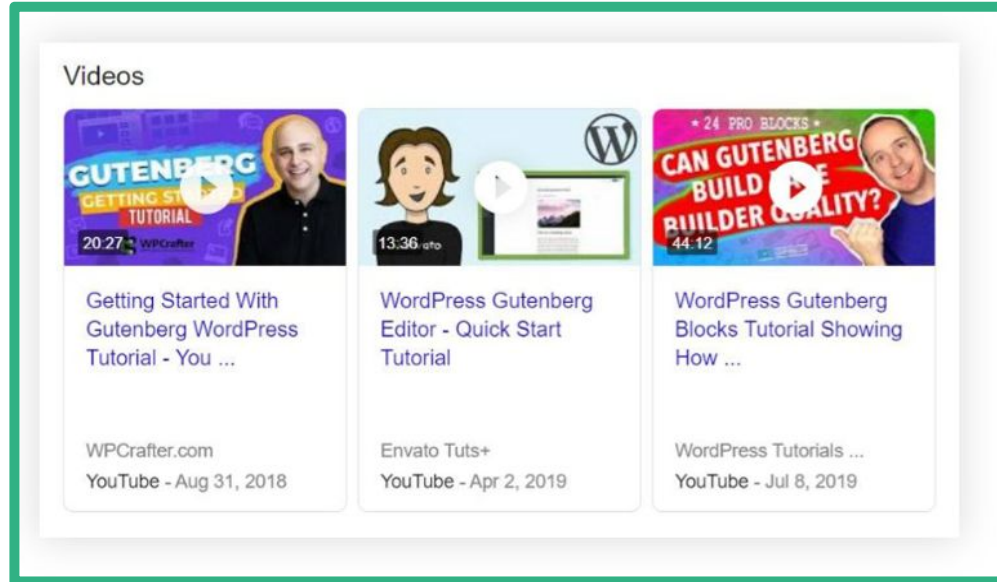 Videos
GUTENBERG
GETTING STARTED
TUTORIAL
20:27 WPCrafter
Getting Started With
Gutenberg WordPress
Tutorial - You ...
WPCrafter.com
YouTube - Aug 31, 2018
W
13:36 ato
WordPress Gutenberg
Editor - Quick Start
Tutorial
Envato Tuts+
YouTube - Apr 2, 2019
24 PRO BLOCKS
CAN GUTENBERG
BUILD
BUILDER QUALITY?
44:12
WordPress Gutenberg
Blocks Tutorial Showing
How ...
WordPress Tutorials ...
YouTube - Jul 8, 2019